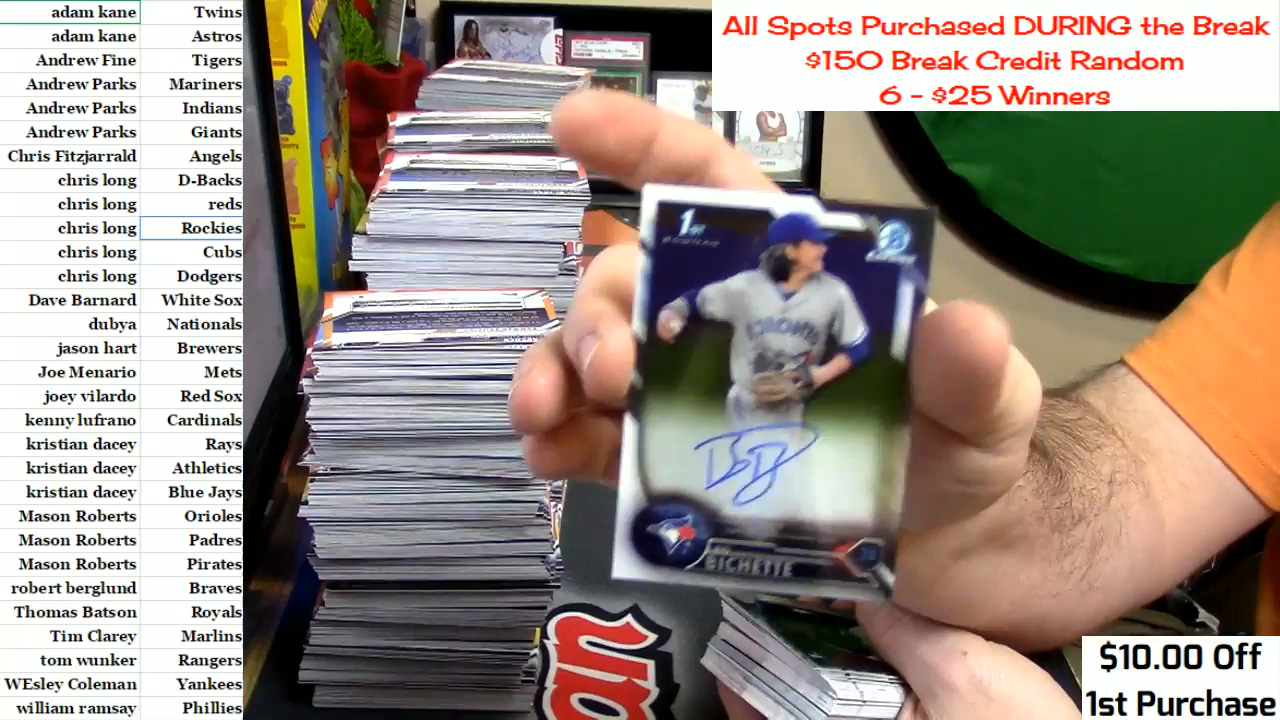 adam kane Twins
adam kane Astros
Andrew Fine Tigers
Andrew Parks Mariners
Andrew Parks Indians
Andrew Parks Giants
Chris Fitzjarrald Angels
chris long D-Backs
chris long reds
chris long Rockies
chris long Cubs
chris long Dodgers
Dave Barnard White Sox
dubya Nationals
jason hart Brewers
Joe Menario Mets
joey vilardo Red Sox
kenny lufrano Cardinals
kristian dacey Rays
kristian dacey Athletics
kristian dacey Blue Jays
Mason Roberts Orioles
Mason Roberts Padres
Mason Roberts Pirates
robert berglund Braves
Thomas Batson Royals
Tim Clarey Marlins
tom wunker Rangers
WEsley Coleman Yankees
william ramsay Phillies
All Spots Purchased DURING the Break
$150 Break Credit Random
6 - $25 Winners
1st
BICHETTE
$10.00 Off
1st Purchase